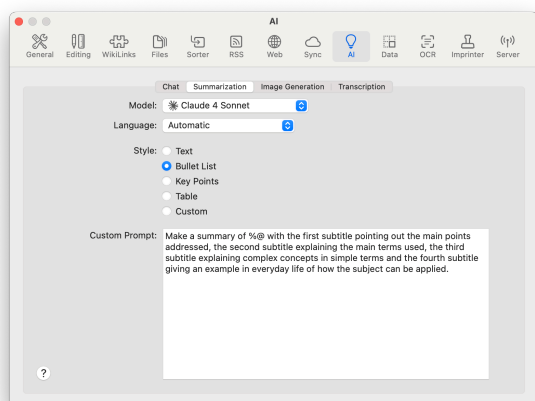 AI
General Editing WikiLinks Files Sorter RSS Web Sync AI Data OCR Imprinter Server
Chat Summarization Image Generation Transcription
Model: Claude 4 Sonnet
Language: Automatic
Style: Text
Bullet List
Key Points
Table
Custom
Custom Prompt: Make a summary of %@ with the first subtitle pointing out the main points
addressed, the second subtitle explaining the main terms used, the third
subtitle explaining complex concepts in simple terms and the fourth subtitle
giving an example in everyday life of how the subject can be applied.
?